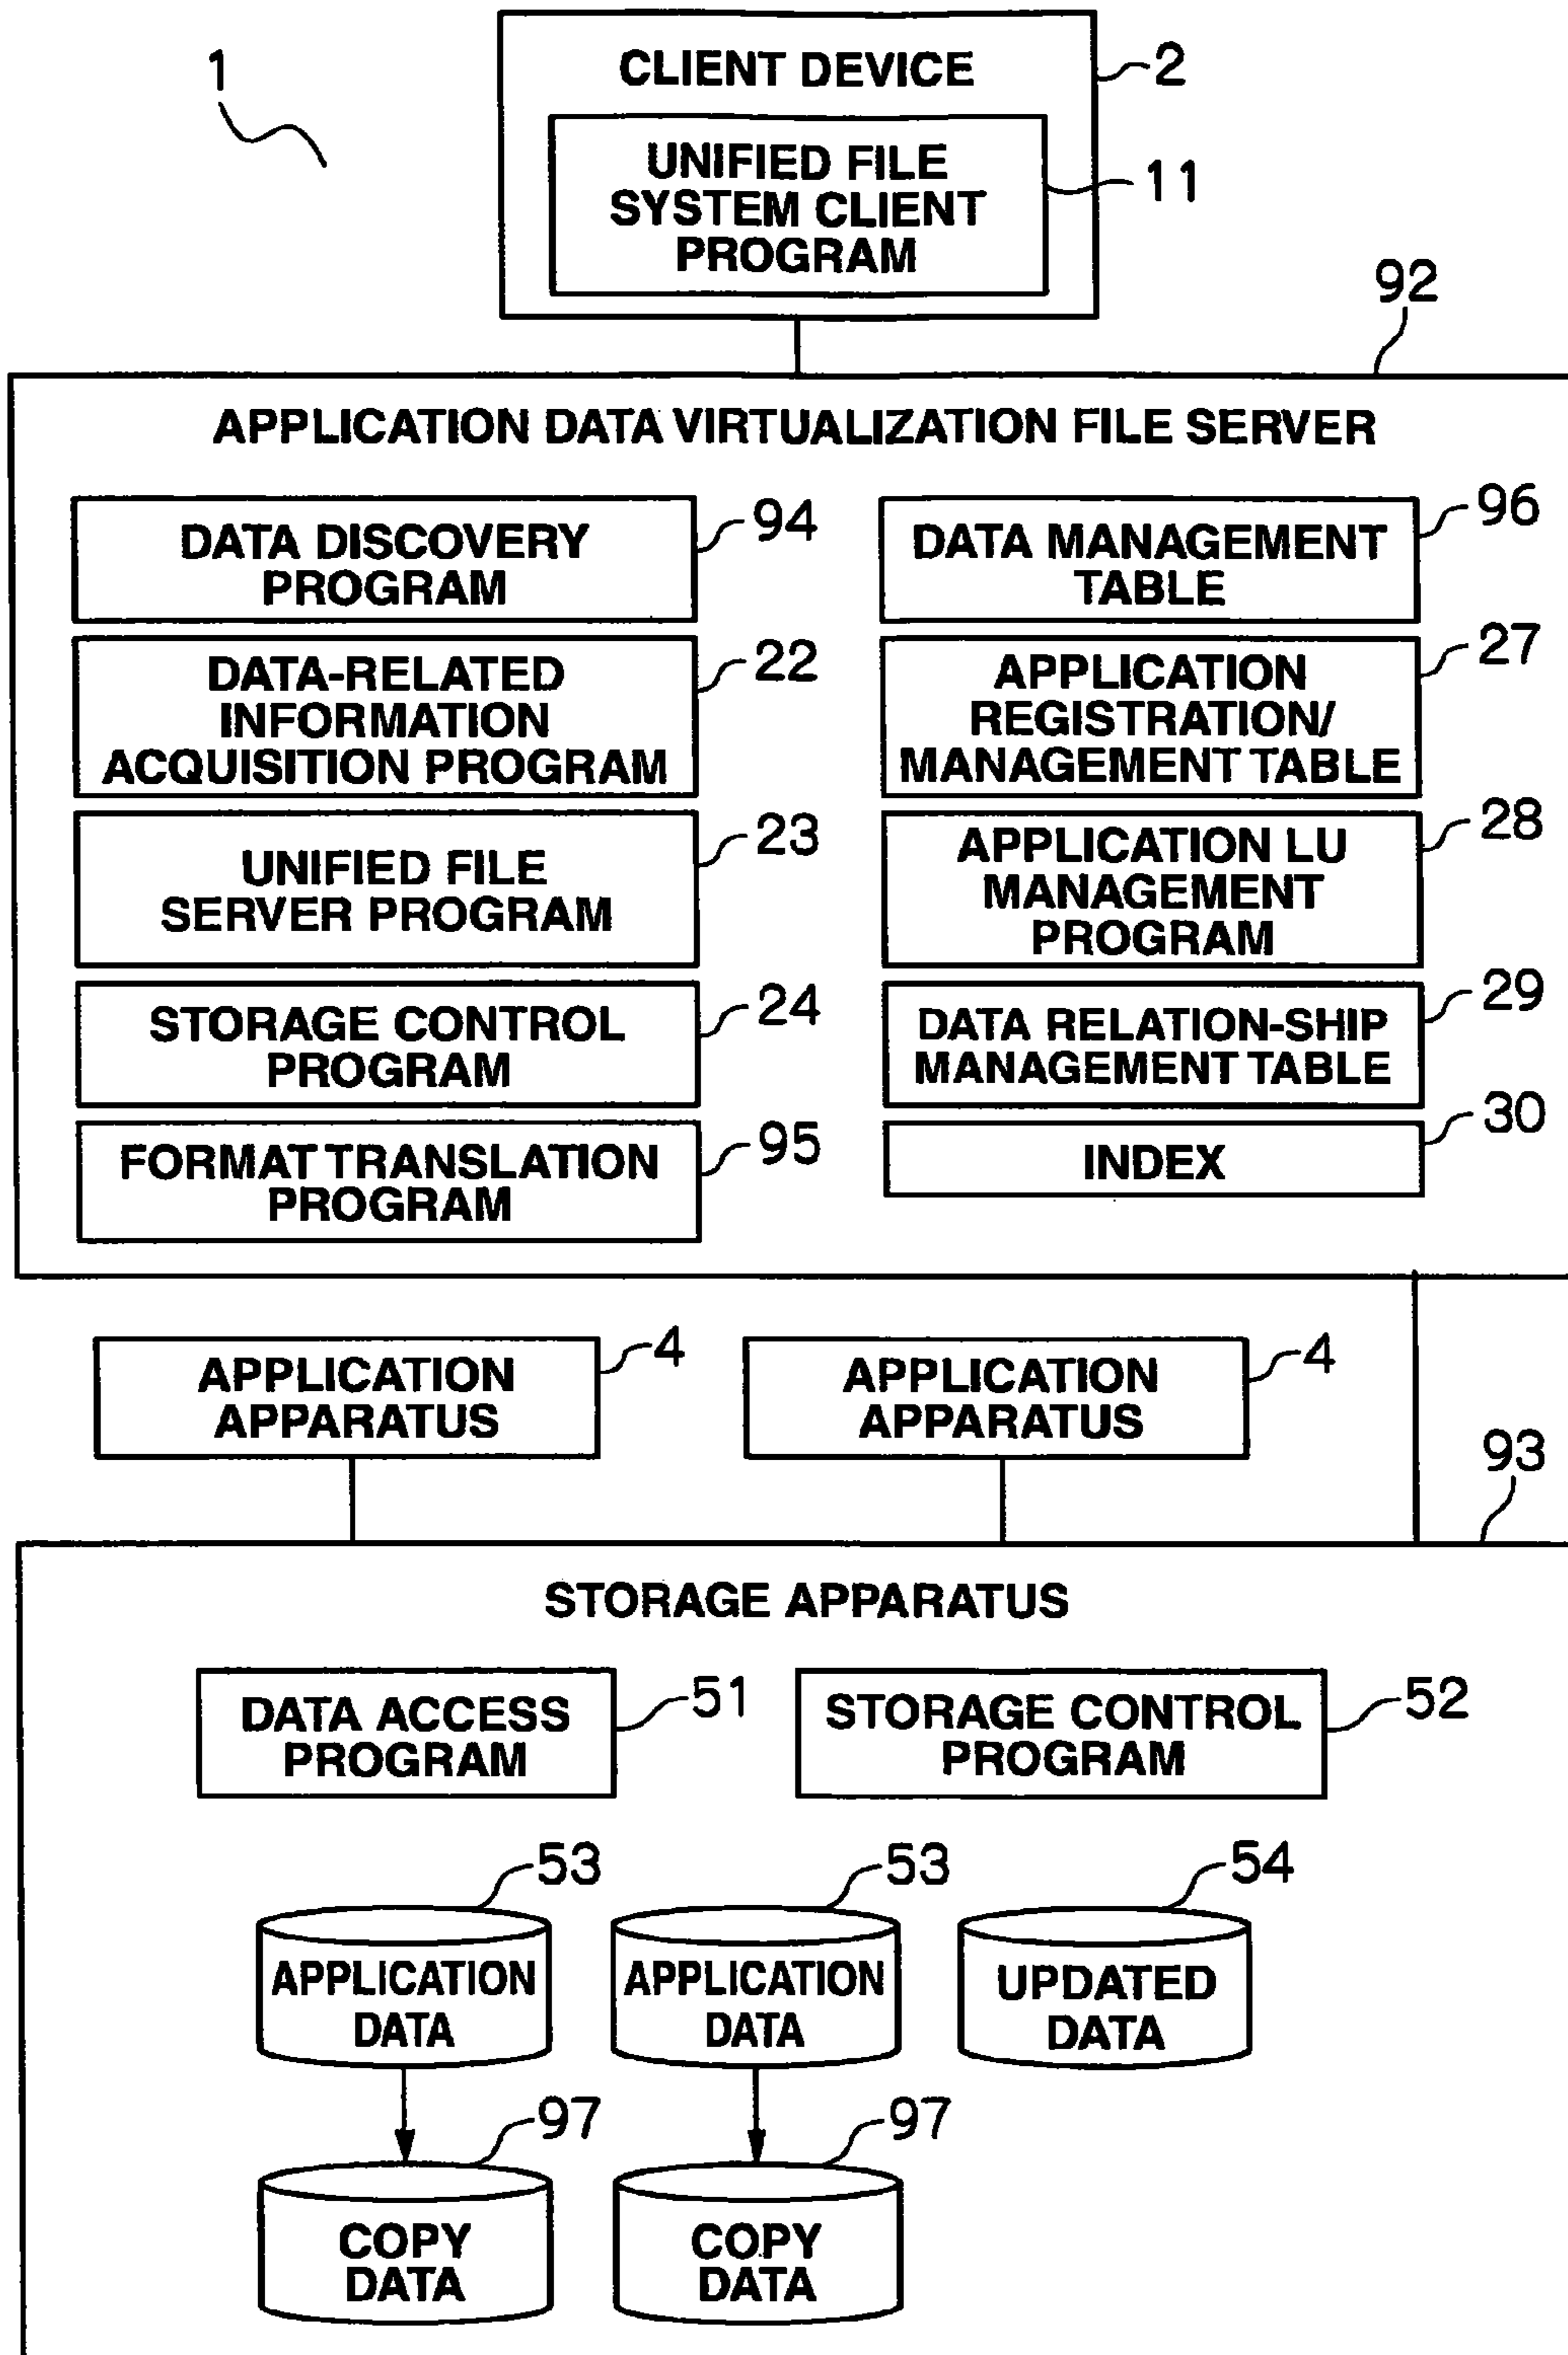 1
CLIENT DEVICE
2
UNIFIED FILE
SYSTEM CLIENT
PROGRAM
11
92
APPLICATION DATA VIRTUALIZATION FILE SERVER
DATA DISCOVERY
PROGRAM
94
DATA MANAGEMENT
TABLE
96
DATA-RELATED
INFORMATION
ACQUISITION PROGRAM
22
APPLICATION
REGISTRATION/
MANAGEMENT TABLE
27
UNIFIED FILE
SERVER PROGRAM
23
APPLICATION LU
MANAGEMENT
PROGRAM
28
STORAGE CONTROL
PROGRAM
24
DATA RELATION-SHIP
MANAGEMENT TABLE
29
FORMAT TRANSLATION
PROGRAM
95
INDEX
30
APPLICATION
APPARATUS
4
APPLICATION
APPARATUS
4
93
STORAGE APPARATUS
DATA ACCESS
PROGRAM
51
STORAGE CONTROL
PROGRAM
52
53
APPLICATION
DATA
53
APPLICATION
DATA
54
UPDATED
DATA
97
COPY
DATA
97
COPY
DATA